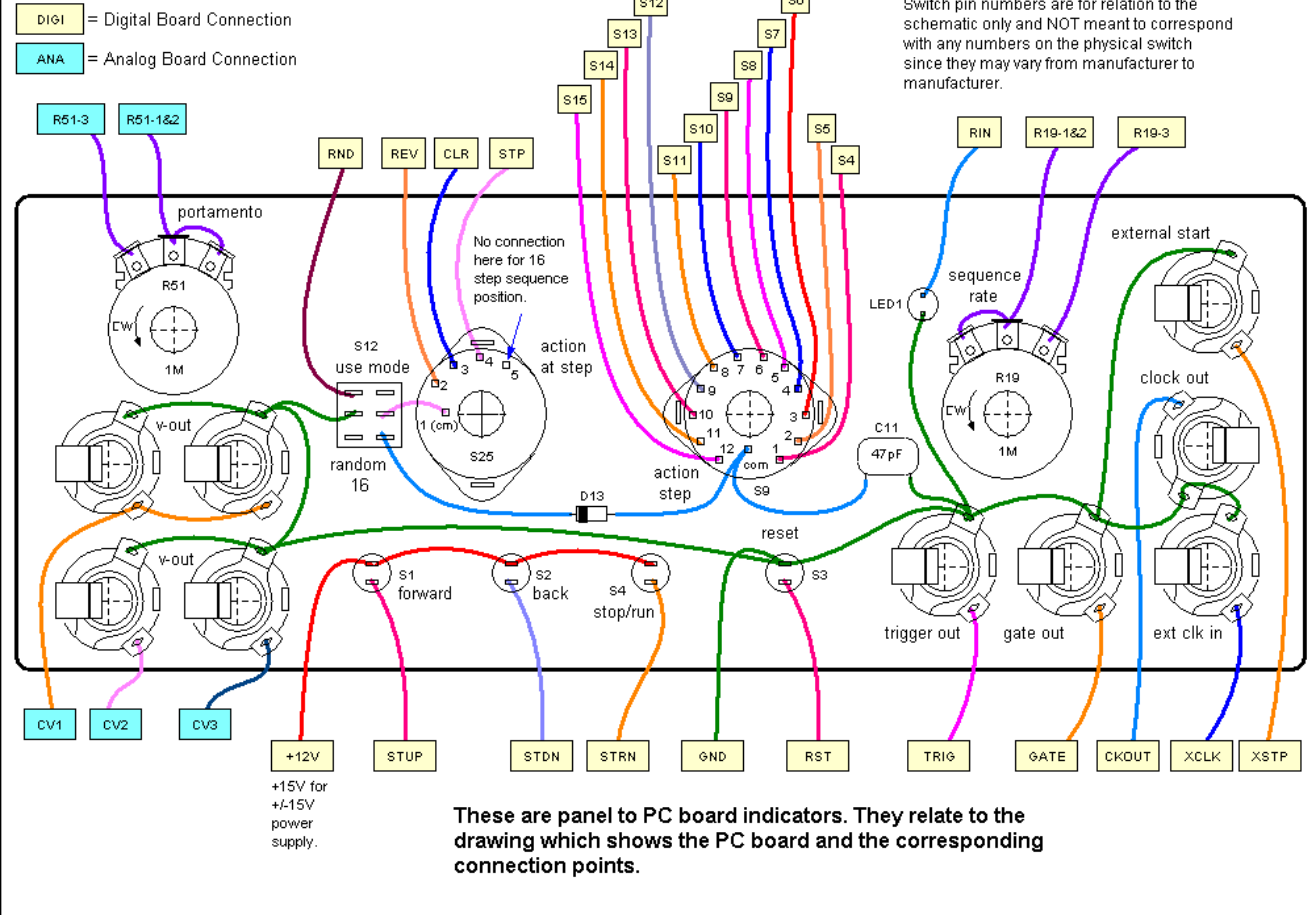 S12
S6
Switch pin numbers are for relation to the
schematic only and NOT meant to correspond
with any numbers on the physical switch
since they may vary from manufacturer to
manufacturer.
DIGI = Digital Board Connection
ANA = Analog Board Connection
S13
S7
S14
S8
S15
S9
R51-3
R51-1&2
S10
S5
RIN
R19-1&2
R19-3
RND
REV
CLR
STP
S11
S4
portamento
No connection
here for 16
step sequence
position.
external start
sequence
rate
R51
CW
1M
LED1
S12
use mode
action
at step
2
3
4
5
1 (cm)
S25
8
7
6
5
9
4
10
3
11
2
12
1
com
S9
action
step
R19
CW
1M
clock out
C11
47pF
v-out
random
16
D13
reset
v-out
S1
forward
S2
back
S4
stop/run
S3
trigger out
gate out
ext clk in
CV1
CV2
CV3
+12V
STUP
STDN
STRN
GND
RST
TRIG
GATE
CKOUT
XCLK
XSTP
+15V for
+/-15V
power
supply.
These are panel to PC board indicators. They relate to the
drawing which shows the PC board and the corresponding
connection points.